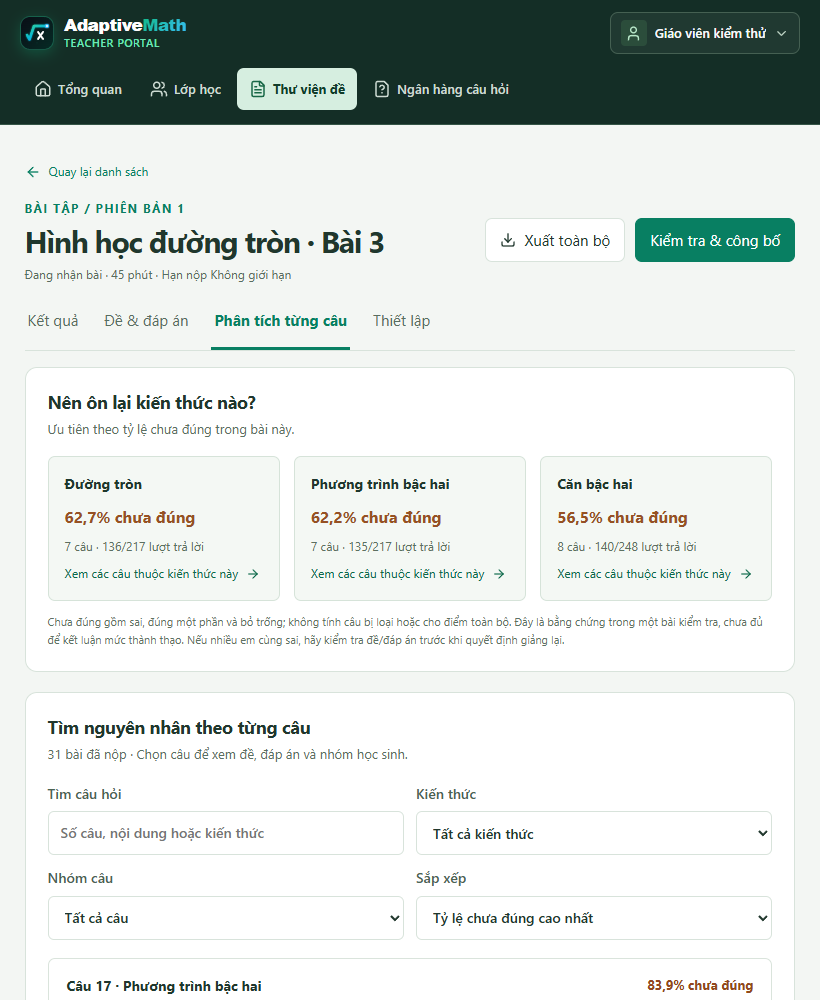 AdaptiveMath
TEACHER PORTAL
Giáo viên kiểm thử
Tổng quan
Lớp học
Thư viện đề
Ngân hàng câu hỏi
Quay lại danh sách
BÀI TẬP / PHIÊN BẢN 1
Hình học đường tròn · Bài 3
Đang nhận bài · 45 phút · Hạn nộp Không giới hạn
Xuất toàn bộ
Kiểm tra & công bố
Kết quả
Đề & đáp án
Phân tích từng câu
Thiết lập
Nên ôn lại kiến thức nào?
Ưu tiên theo tỷ lệ chưa đúng trong bài này.
Đường tròn
62,7% chưa đúng
7 câu · 136/217 lượt trả lời
Xem các câu thuộc kiến thức này
Phương trình bậc hai
62,2% chưa đúng
7 câu · 135/217 lượt trả lời
Xem các câu thuộc kiến thức này
Căn bậc hai
56,5% chưa đúng
8 câu · 140/248 lượt trả lời
Xem các câu thuộc kiến thức này
Chưa đúng gồm sai, đúng một phần và bỏ trống; không tính câu bị loại hoặc cho điểm toàn bộ. Đây là bằng chứng trong một bài kiểm tra, chưa đủ
để kết luận mức thành thạo. Nếu nhiều em cùng sai, hãy kiểm tra đề/đáp án trước khi quyết định giảng lại.
Tìm nguyên nhân theo từng câu
31 bài đã nộp · Chọn câu để xem đề, đáp án và nhóm học sinh.
Tìm câu hỏi
Kiến thức
Số câu, nội dung hoặc kiến thức
Tất cả kiến thức
Nhóm câu
Sắp xếp
Tất cả câu
Tỷ lệ chưa đúng cao nhất
Câu 17 · Phương trình bậc hai
83,9% chưa đúng